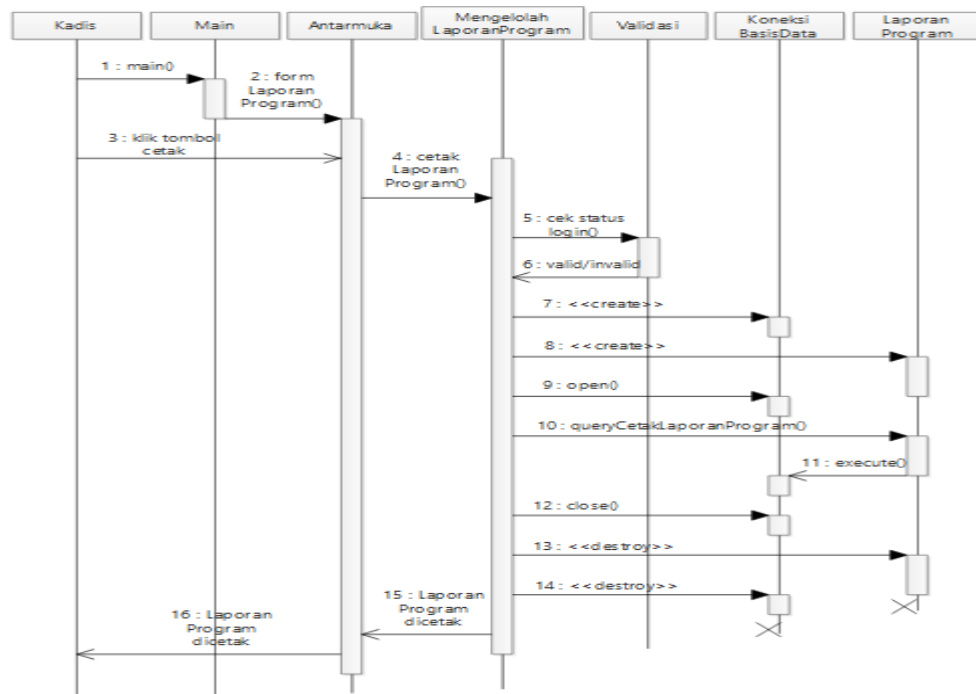 Kadis
Main
Antarmuka
Mengelolah
LaporanProgram
Validasi
Koneksi
BasisData
Laporan
Program
1 : main()
2 : form
Laporan
Program()
3 : klik tombol
cetak
4 : cetak
Laporan
Program()
5 : cek status
login()
6 : valid/invalid
7 : <<create>>
8 : <<create>>
9 : open()
10 : queryCetakLaporanProgram()
11 : execute()
12 : close()
13 : <<destroy>>
14 : <<destroy>>
15 : Laporan
Program
dicetak
16 : Laporan
Program
dicetak